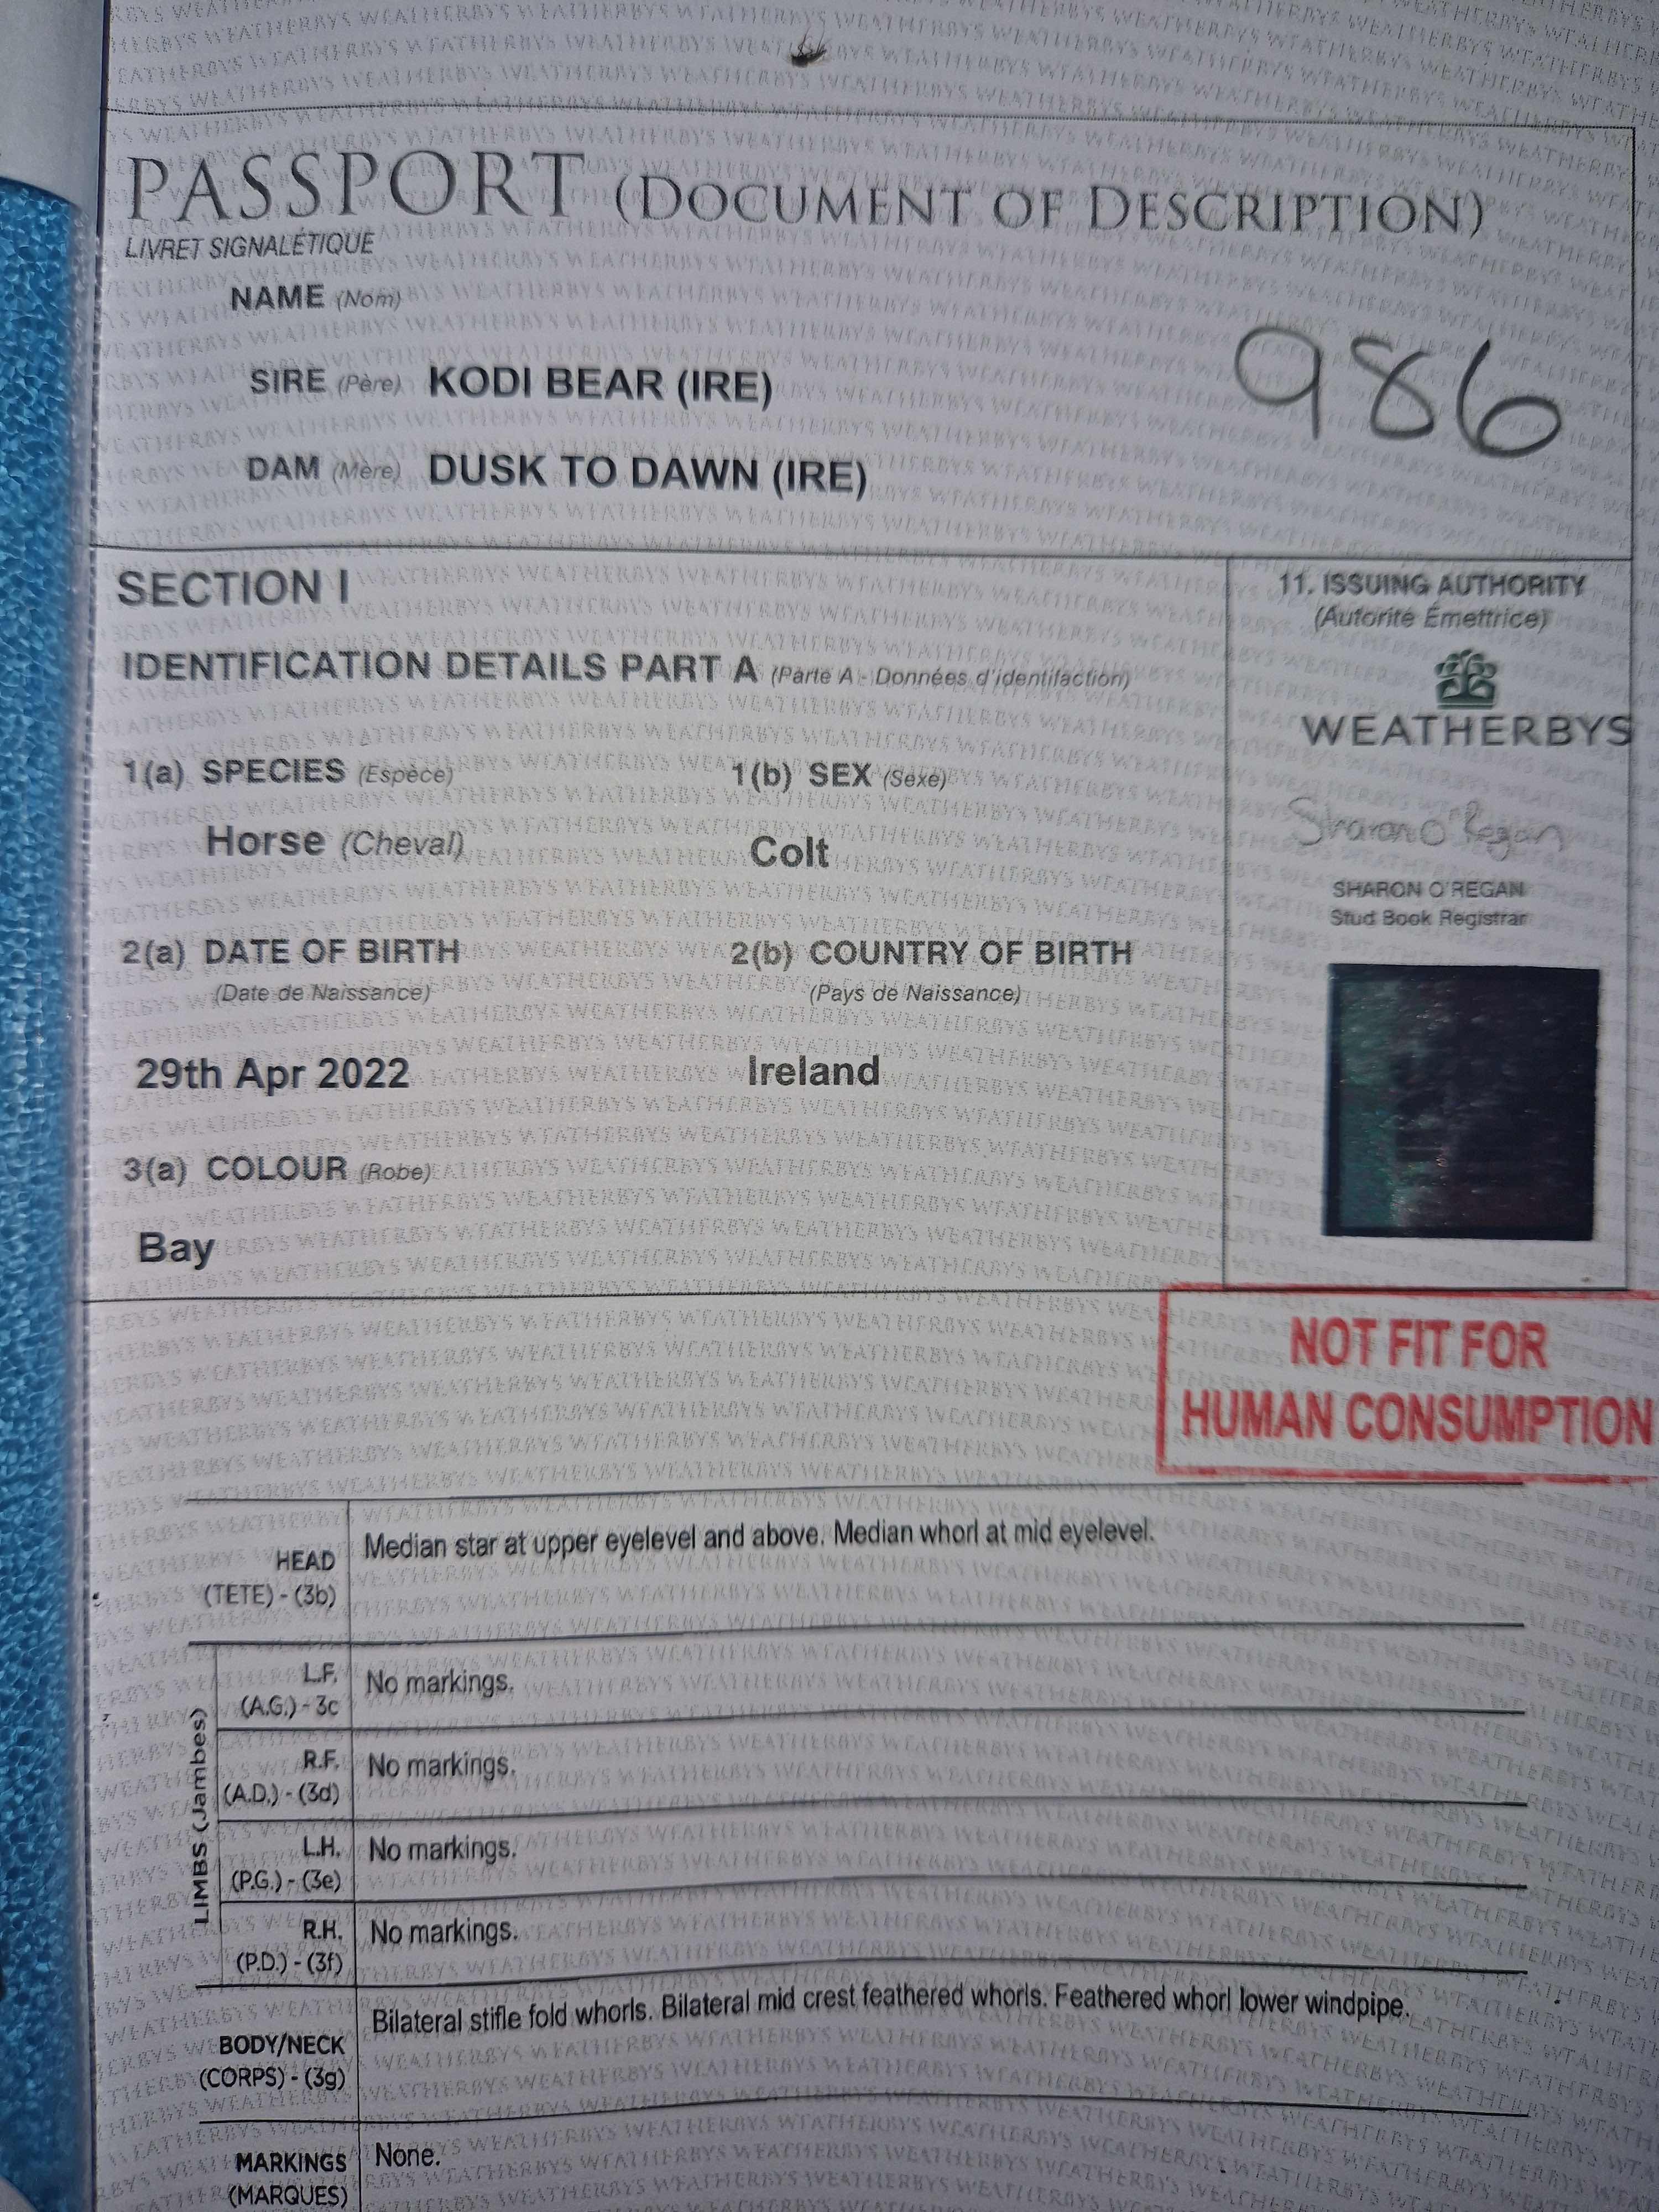 PASSPORT (DOCUMENT OF DESCRIPTION)
LIVRET SIGNALÉTIQUE
NAME (Nom)
986
SIRE (Père) KODI BEAR (IRE)
DAM (Mère) DUSK TO DAWN (IRE)
SECTION I
IDENTIFICATION DETAILS PART A (Parte A - Données d'identifaction)
1(a) SPECIES (Espèce)
1(b) SEX (Sexe)
Horse (Cheval)
Colt
2(a) DATE OF BIRTH
(Date de Naissance)
2(b) COUNTRY OF BIRTH
(Pays de Naissance)
29th Apr 2022
Ireland
3(a) COLOUR (Robe)
Bay
11. ISSUING AUTHORITY
(Autorite Émettrice)
WEATHERBYS
Sharon O'Regan
SHARON O'REGAN
Stud Book Registrar
NOT FIT FOR
HUMAN CONSUMPTION
HEAD
(TETE) - (3b)
Median star at upper eyelevel and above. Median whorl at mid eyelevel.
LIMBS (Jambes)
L.F.
(A.G.) - 3c
No markings.
R.F.
(A.D.) - (3d)
No markings.
L.H.
(P.G.) - (3e)
No markings.
R.H.
(P.D.) - (3f)
No markings.
BODY/NECK
(CORPS) - (3g)
Bilateral stifle fold whorls. Bilateral mid crest feathered whorls. Feathered whorl lower windpipe.
MARKINGS
(MARQUES)
None.